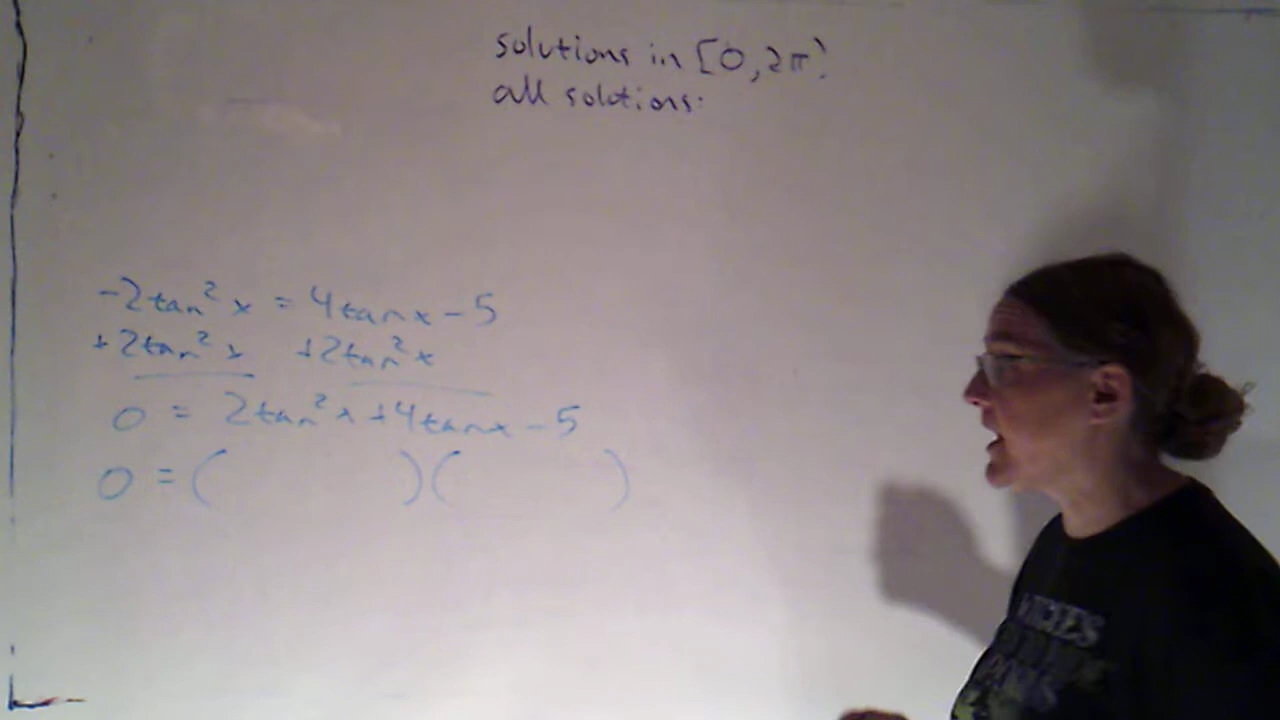 solutions in [0, 2π)
all solutions:
-2tan²x = 4tanx - 5
+2tan²x +2tan²x
0 = 2tan²x + 4tanx - 5
0 = ( )( )